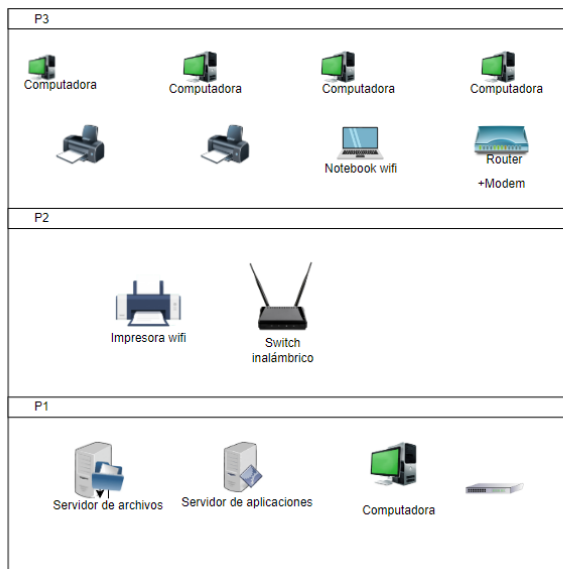 P3
Computadora
Computadora
Computadora
Computadora
Notebook wifi
Router
+Modem
P2
Impresora wifi
Switch
inalámbrico
P1
Servidor de archivos
Servidor de aplicaciones
Computadora